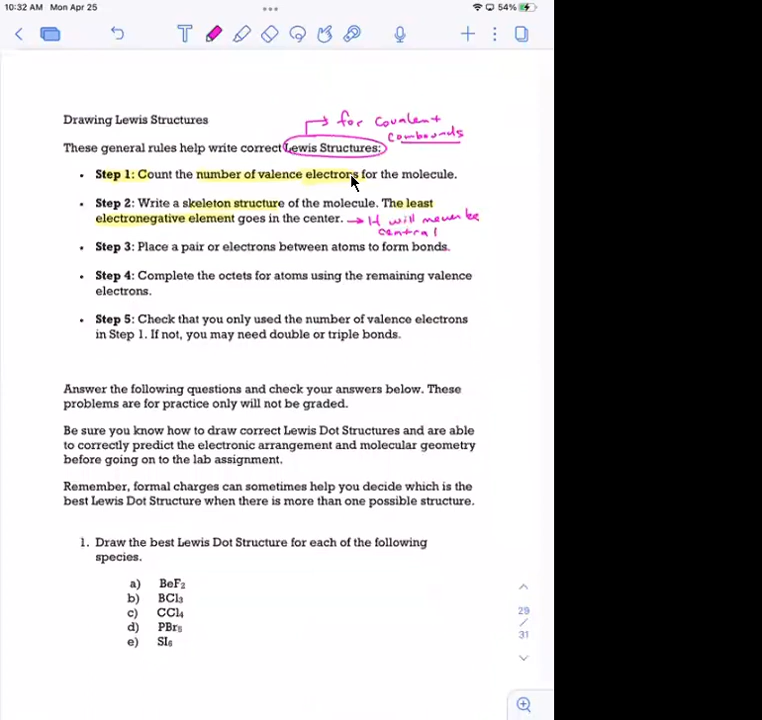 10:32 AM Mon Apr 25
54%
Drawing Lewis Structures
for covalent
compounds
These general rules help write correct Lewis Structures:
• Step 1: Count the number of valence electrons for the molecule.
• Step 2: Write a skeleton structure of the molecule. The least
electronegative element goes in the center. → H will never be
central
• Step 3: Place a pair or electrons between atoms to form bonds.
• Step 4: Complete the octets for atoms using the remaining valence
electrons.
• Step 5: Check that you only used the number of valence electrons
in Step 1. If not, you may need double or triple bonds.
Answer the following questions and check your answers below. These
problems are for practice only will not be graded.
Be sure you know how to draw correct Lewis Dot Structures and are able
to correctly predict the electronic arrangement and molecular geometry
before going on to the lab assignment.
Remember, formal charges can sometimes help you decide which is the
best Lewis Dot Structure when there is more than one possible structure.
1. Draw the best Lewis Dot Structure for each of the following
species.
a) BeF₂
b) BCl₃
c) CCl₄
d) PBr₅
e) SI₆
29
/
31